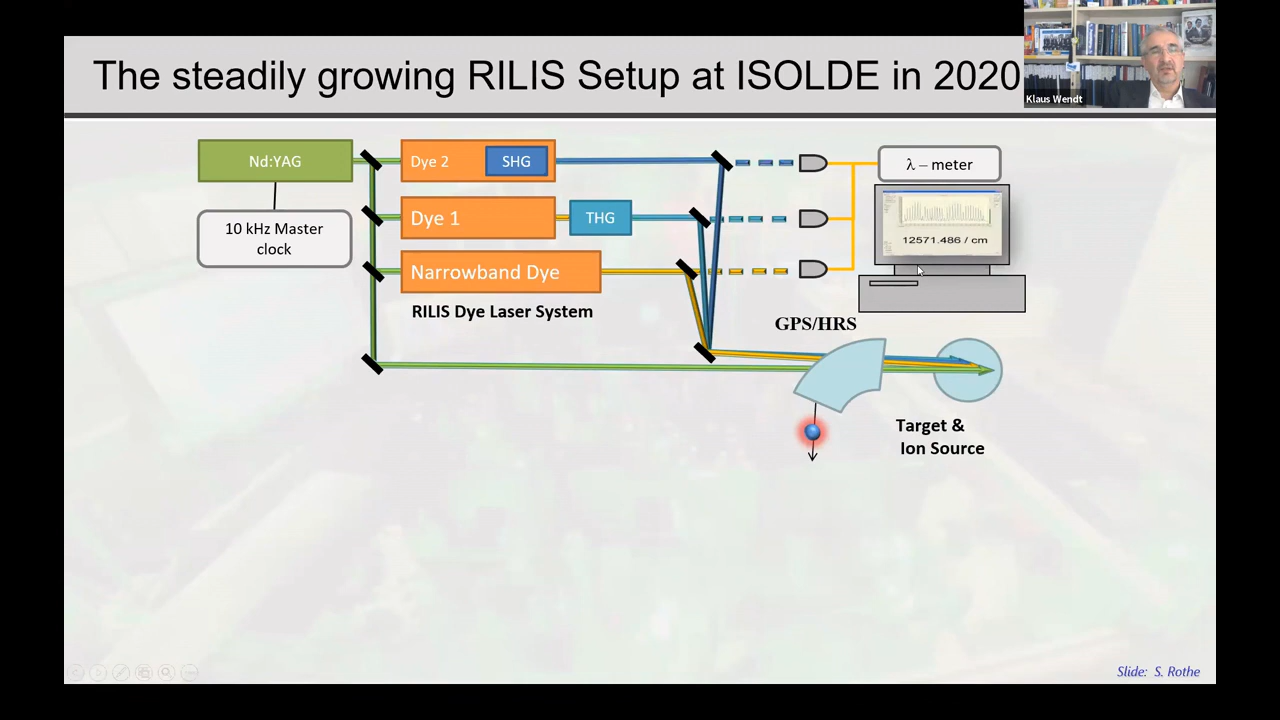 The steadily growing RILIS Setup at ISOLDE in 2020
Klaus Wendt
Nd:YAG
Dye 2
SHG
λ – meter
Dye 1
THG
10 kHz Master
clock
12571.486 / cm
Narrowband Dye
RILIS Dye Laser System
GPS/HRS
Target &
Ion Source
Slide: S. Rothe